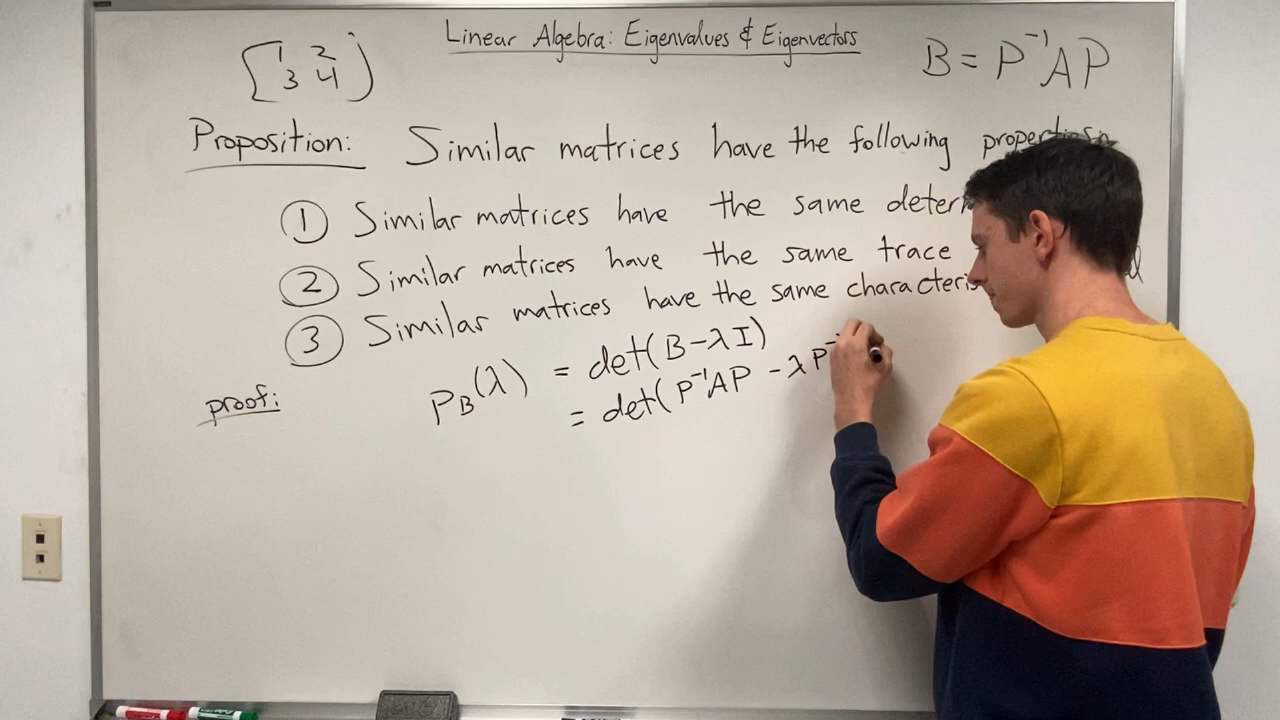 Linear Algebra: Eigenvalues & Eigenvectors
[1 2
3 4]
B = P⁻¹AP
Proposition: Similar matrices have the following properties:
① Similar matrices have the same
② Similar matrices have the same trace
③ Similar matrices have the same
proof: P_B(λ) = det(B-λI)
= det(P⁻¹AP - λP⁻